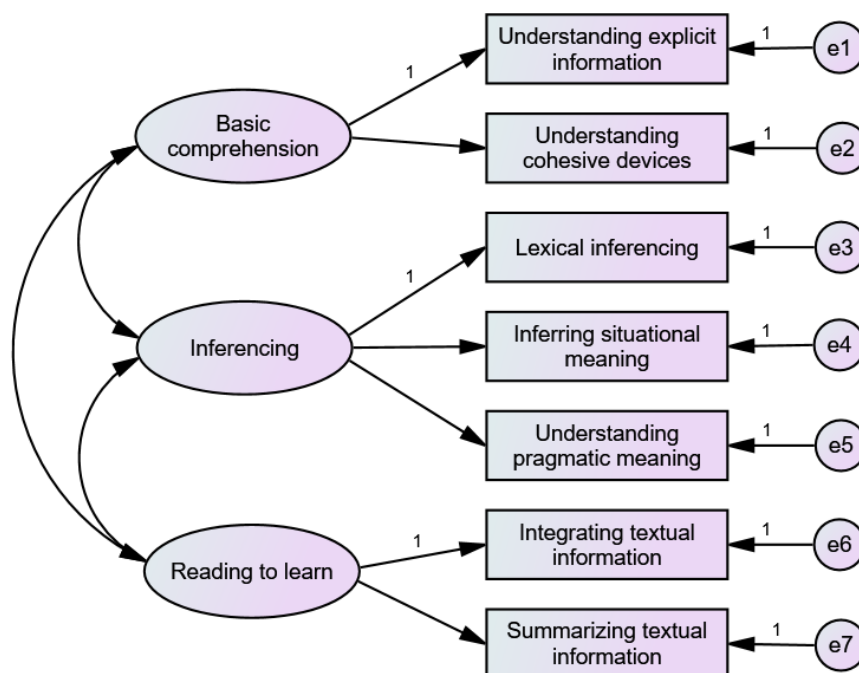 Understanding explicit
information
1
1
e1
Basic
comprehension
Understanding
cohesive devices
1
e2
Lexical inferencing
1
1
e3
Inferencing
Inferring situational
meaning
1
e4
Understanding
pragmatic meaning
1
e5
Reading to learn
1
Integrating textual
information
1
e6
Summarizing textual
information
1
e7